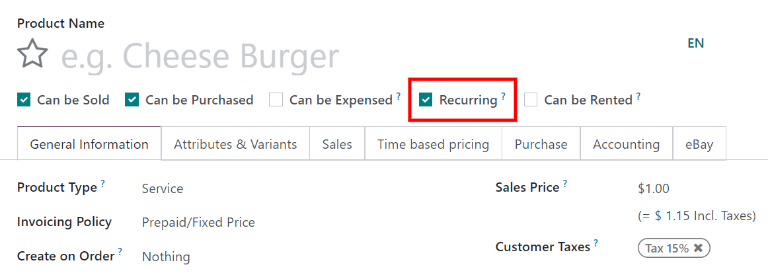 Product Name
e.g. Cheese Burger
EN
Can be Sold Can be Purchased Can be Expensed ? Recurring ? Can be Rented ?
General Information Attributes & Variants Sales Time based pricing Purchase Accounting eBay
Product Type ? Service Sales Price ? $1.00
(= $ 1.15 Incl. Taxes)
Invoicing Policy Prepaid/Fixed Price
Create on Order ? Nothing Customer Taxes ? Tax 15% ✖